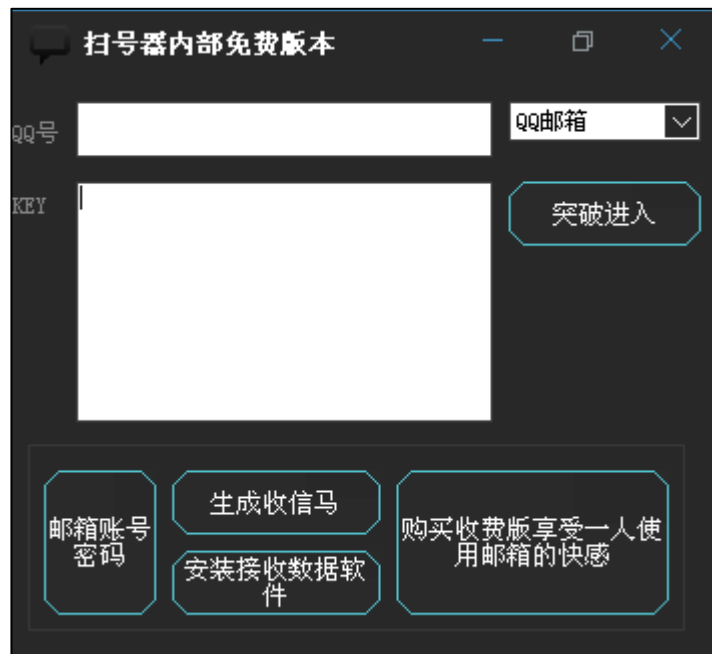 扫号器内部免费版本
QQ号
QQ邮箱
KEY
突破进入
邮箱账号
密码
生成收信马
安装接收数据软
件
购买收费版享受一人使
用邮箱的快感